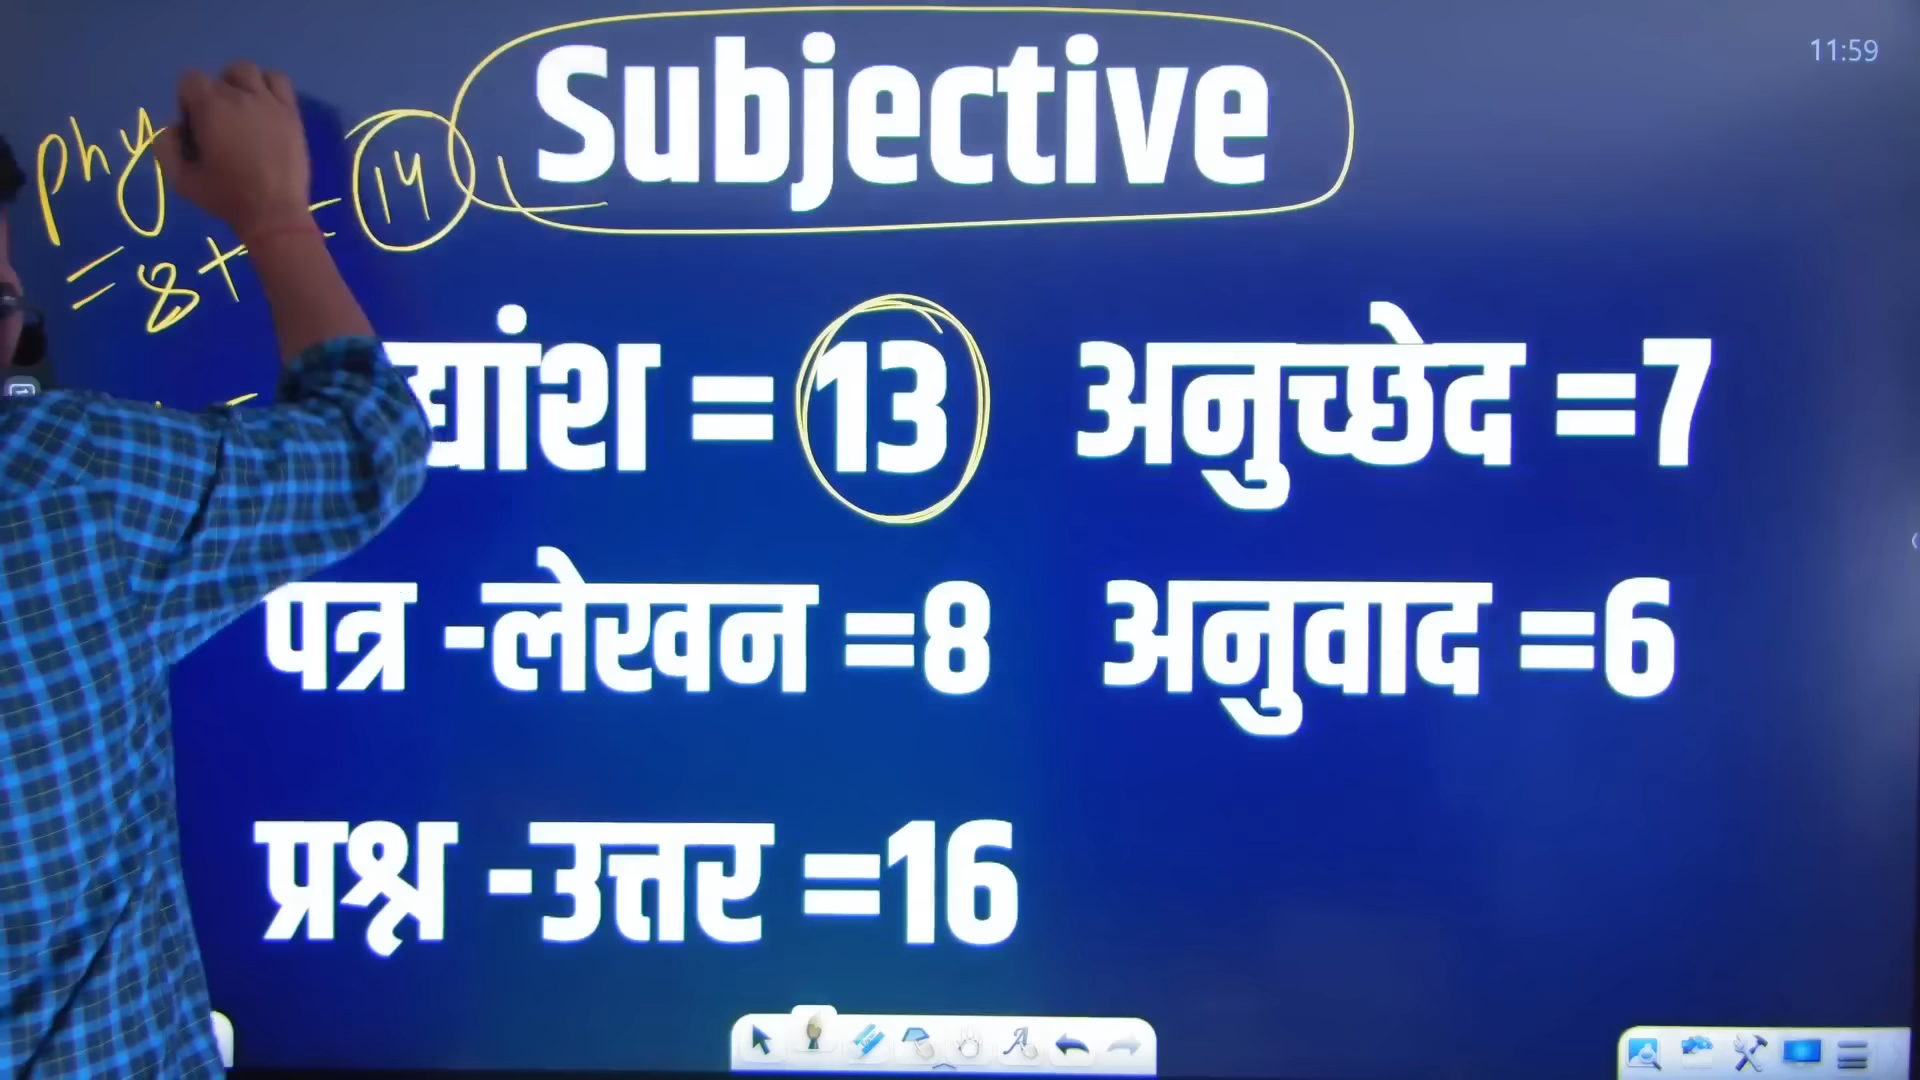 Subjective
11:59
phy
= 8+ = 14
= 13
अनुच्छेद =7
पत्र -लेखन =8
अनुवाद =6
प्रश्न -उत्तर =16